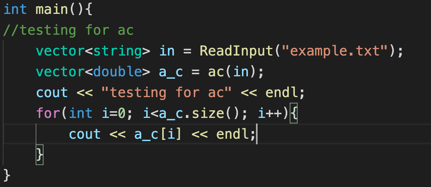 int main(){
//testing for ac
    vector<string> in = ReadInput("example.txt");
    vector<double> a_c = ac(in);
    cout << "testing for ac" << endl;
    for(int i=0; i<a_c.size(); i++){
        cout << a_c[i] << endl;
    }
}